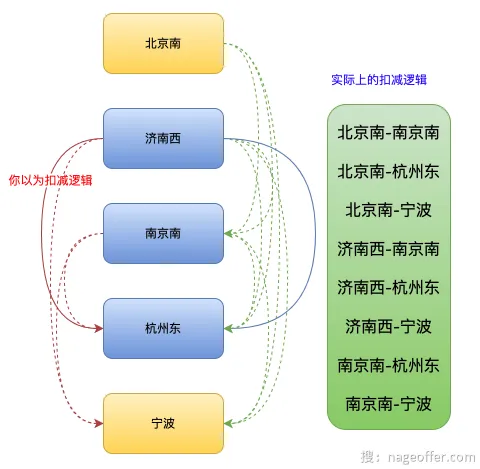 北京南
实际上的扣减逻辑
济南西
你以为扣减逻辑
南京南
杭州东
宁波
北京南-南京南
北京南-杭州东
北京南-宁波
济南西-南京南
济南西-杭州东
济南西-宁波
南京南-杭州东
南京南-宁波
搜：nageoffer.com